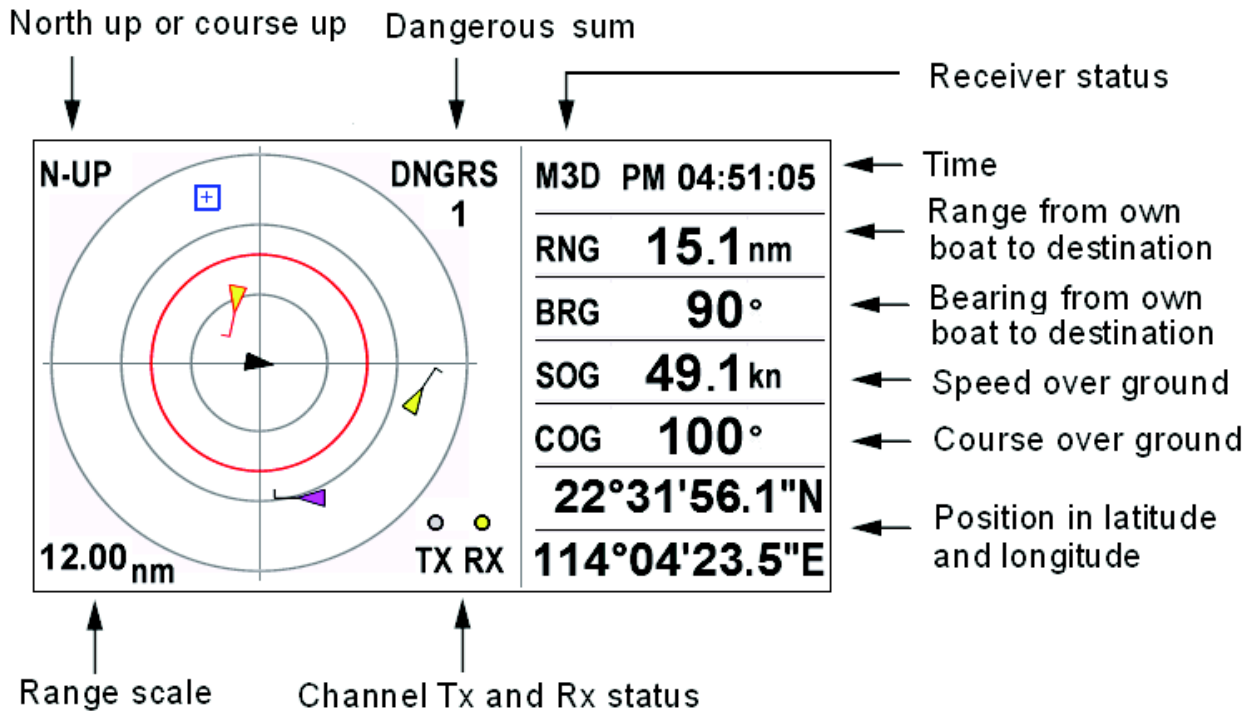 North up or course up
Dangerous sum
Receiver status
N-UP
DNGRS
1
M3D PM 04:51:05
Time
RNG 15.1nm
Range from own
boat to destination
BRG 90°
Bearing from own
boat to destination
SOG 49.1kn
Speed over ground
COG 100°
Course over ground
22°31'56.1"N
114°04'23.5"E
Position in latitude
and longitude
12.00nm
TX RX
Range scale
Channel Tx and Rx status